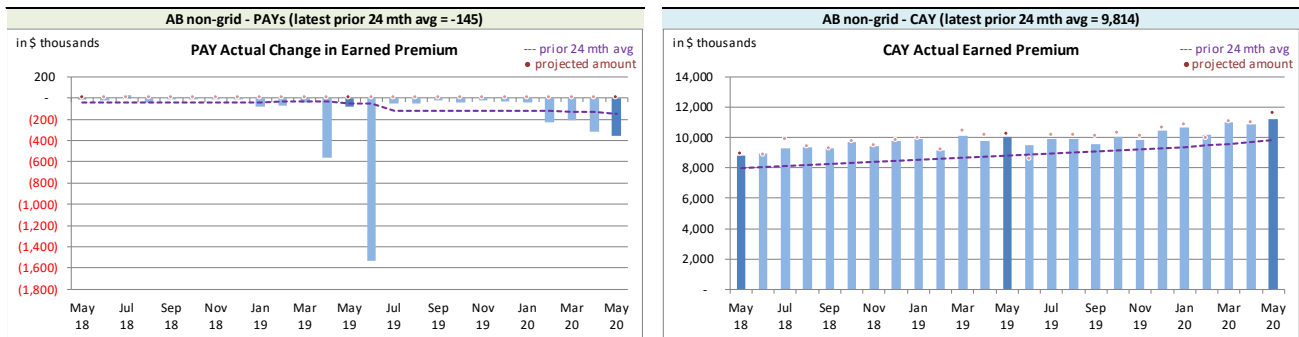 AB non-grid - PAYs (latest prior 24 mth avg = -145)
in $ thousands
PAY Actual Change in Earned Premium
--- prior 24 mth avg
• projected amount
200
-
(200)
(400)
(600)
(800)
(1,000)
(1,200)
(1,400)
(1,600)
(1,800)
May Jul Sep Nov Jan Mar May Jul Sep Nov Jan Mar May
18 18 18 18 19 19 19 19 19 19 20 20 20
AB non-grid - CAY (latest prior 24 mth avg = 9,814)
in $ thousands
CAY Actual Earned Premium
--- prior 24 mth avg
• projected amount
14,000
12,000
10,000
8,000
6,000
4,000
2,000
-
May Jul Sep Nov Jan Mar May Jul Sep Nov Jan Mar May
18 18 18 18 19 19 19 19 19 19 20 20 20